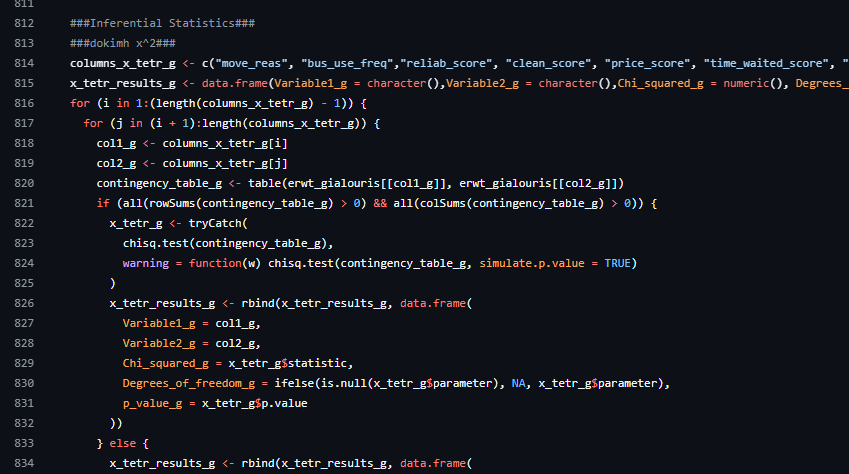 811
812 ###Inferential Statistics###
813 ###dokimh x^2###
814 columns_x_tetr_g <- c("move_reas", "bus_use_freq","reliab_score", "clean_score", "price_score", "time_waited_score", "
815 x_tetr_results_g <- data.frame(Variable1_g = character(),Variable2_g = character(),Chi_squared_g = numeric(), Degrees_
816 for (i in 1:(length(columns_x_tetr_g) - 1)) {
817 for (j in (i + 1):length(columns_x_tetr_g)) {
818 col1_g <- columns_x_tetr_g[i]
819 col2_g <- columns_x_tetr_g[j]
820 contingency_table_g <- table(erwt_gialouris[[col1_g]], erwt_gialouris[[col2_g]])
821 if (all(rowSums(contingency_table_g) > 0) && all(colSums(contingency_table_g) > 0)) {
822 x_tetr_g <- tryCatch(
823 chisq.test(contingency_table_g),
824 warning = function(w) chisq.test(contingency_table_g, simulate.p.value = TRUE)
825 )
826 x_tetr_results_g <- rbind(x_tetr_results_g, data.frame(
827 Variable1_g = col1_g,
828 Variable2_g = col2_g,
829 Chi_squared_g = x_tetr_g$statistic,
830 Degrees_of_freedom_g = ifelse(is.null(x_tetr_g$parameter), NA, x_tetr_g$parameter),
831 p_value_g = x_tetr_g$p.value
832 ))
833 } else {
834 x_tetr_results_g <- rbind(x_tetr_results_g, data.frame(